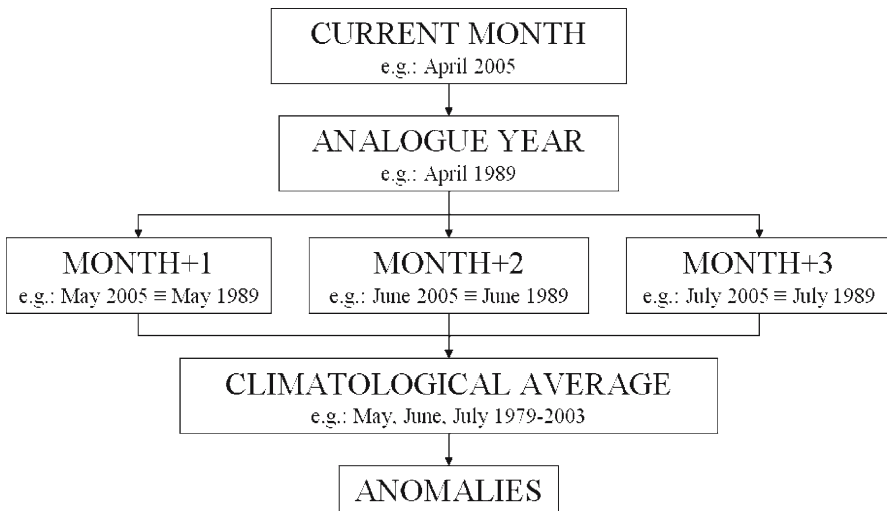 CURRENT MONTH
e.g.: April 2005
ANALOGUE YEAR
e.g.: April 1989
MONTH+1
e.g.: May 2005 ≡ May 1989
MONTH+2
e.g.: June 2005 ≡ June 1989
MONTH+3
e.g.: July 2005 ≡ July 1989
CLIMATOLOGICAL AVERAGE
e.g.: May, June, July 1979-2003
ANOMALIES